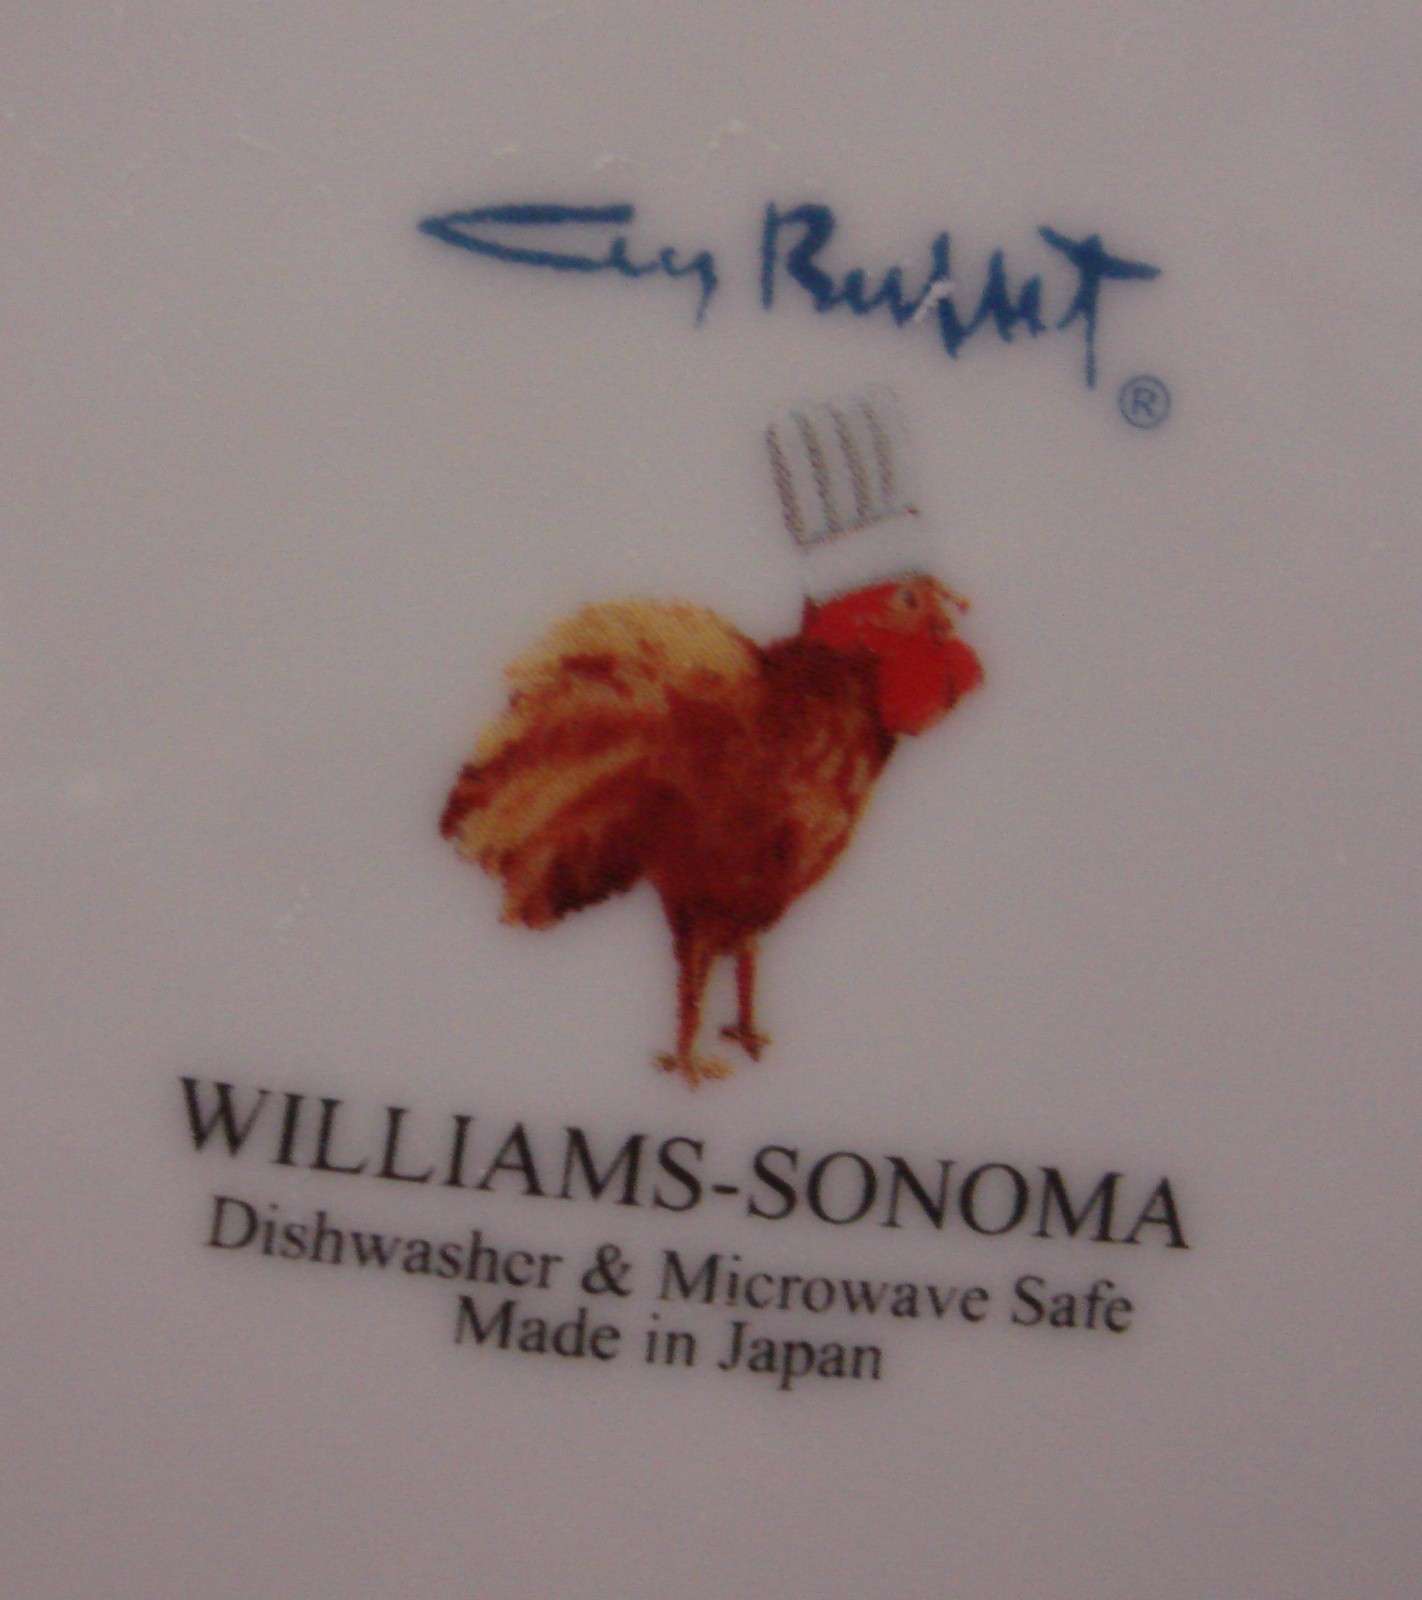 Guy Buffet
®
WILLIAMS-SONOMA
Dishwasher & Microwave Safe
Made in Japan